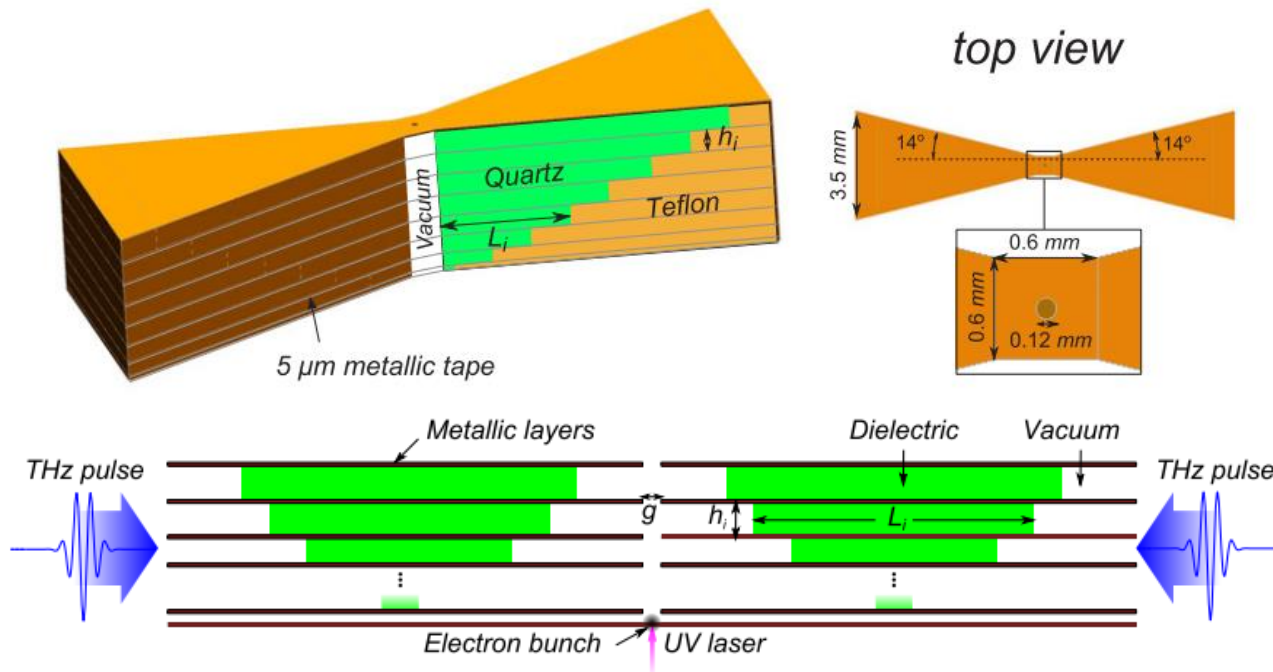 top view
Quartz
h_i
Teflon
Vacuum
L_i
5 μm metallic tape
3.5 mm
14°
14°
0.6 mm
0.6 mm
0.12 mm
Metallic layers
Dielectric
Vacuum
THz pulse
THz pulse
g
h_i
L_i
Electron bunch
UV laser